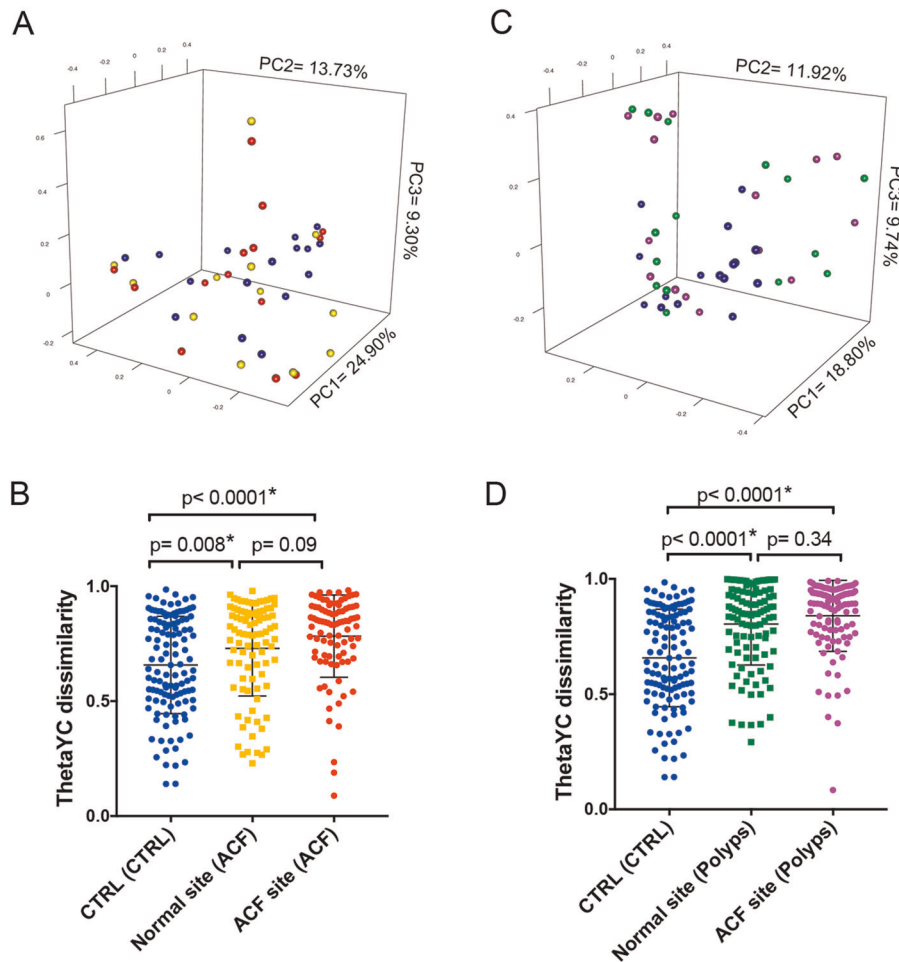 A
-0.4
-0.2
0
0.2
0.4
PC2= 13.73%
0.6
0.4
0.2
0
-0.2
PC3= 9.30%
0.4
0.2
0
-0.2
PC1= 24.90%
C
-0.4
-0.2
0
0.2
0.4
PC2= 11.92%
0.4
0.2
0
-0.2
PC3= 9.74%
0.2
0
-0.2
-0.4
PC1= 18.80%
B
p< 0.0001*
p= 0.008*
p= 0.09
1.0
0.5
0.0
ThetaYC dissimilarity
CTRL (CTRL)
Normal site (ACF)
ACF site (ACF)
D
p< 0.0001*
p< 0.0001*
p= 0.34
1.0
0.5
0.0
ThetaYC dissimilarity
CTRL (CTRL)
Normal site (Polyps)
ACF site (Polyps)